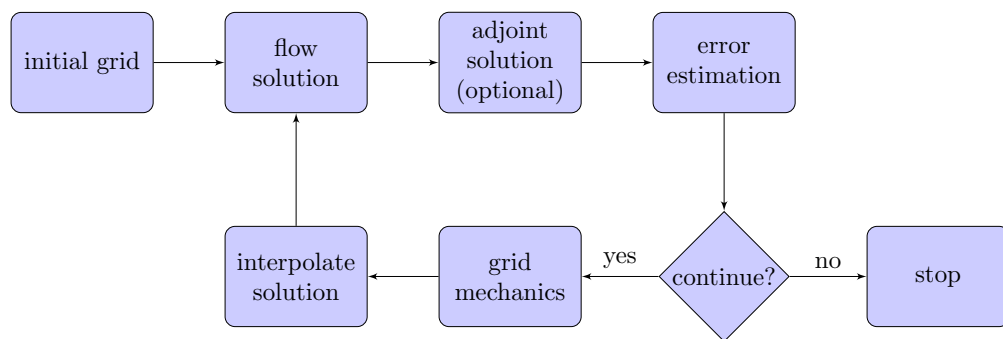 initial grid
flow
solution
adjoint
solution
(optional)
error
estimation
interpolate
solution
grid
mechanics
yes
continue?
no
stop